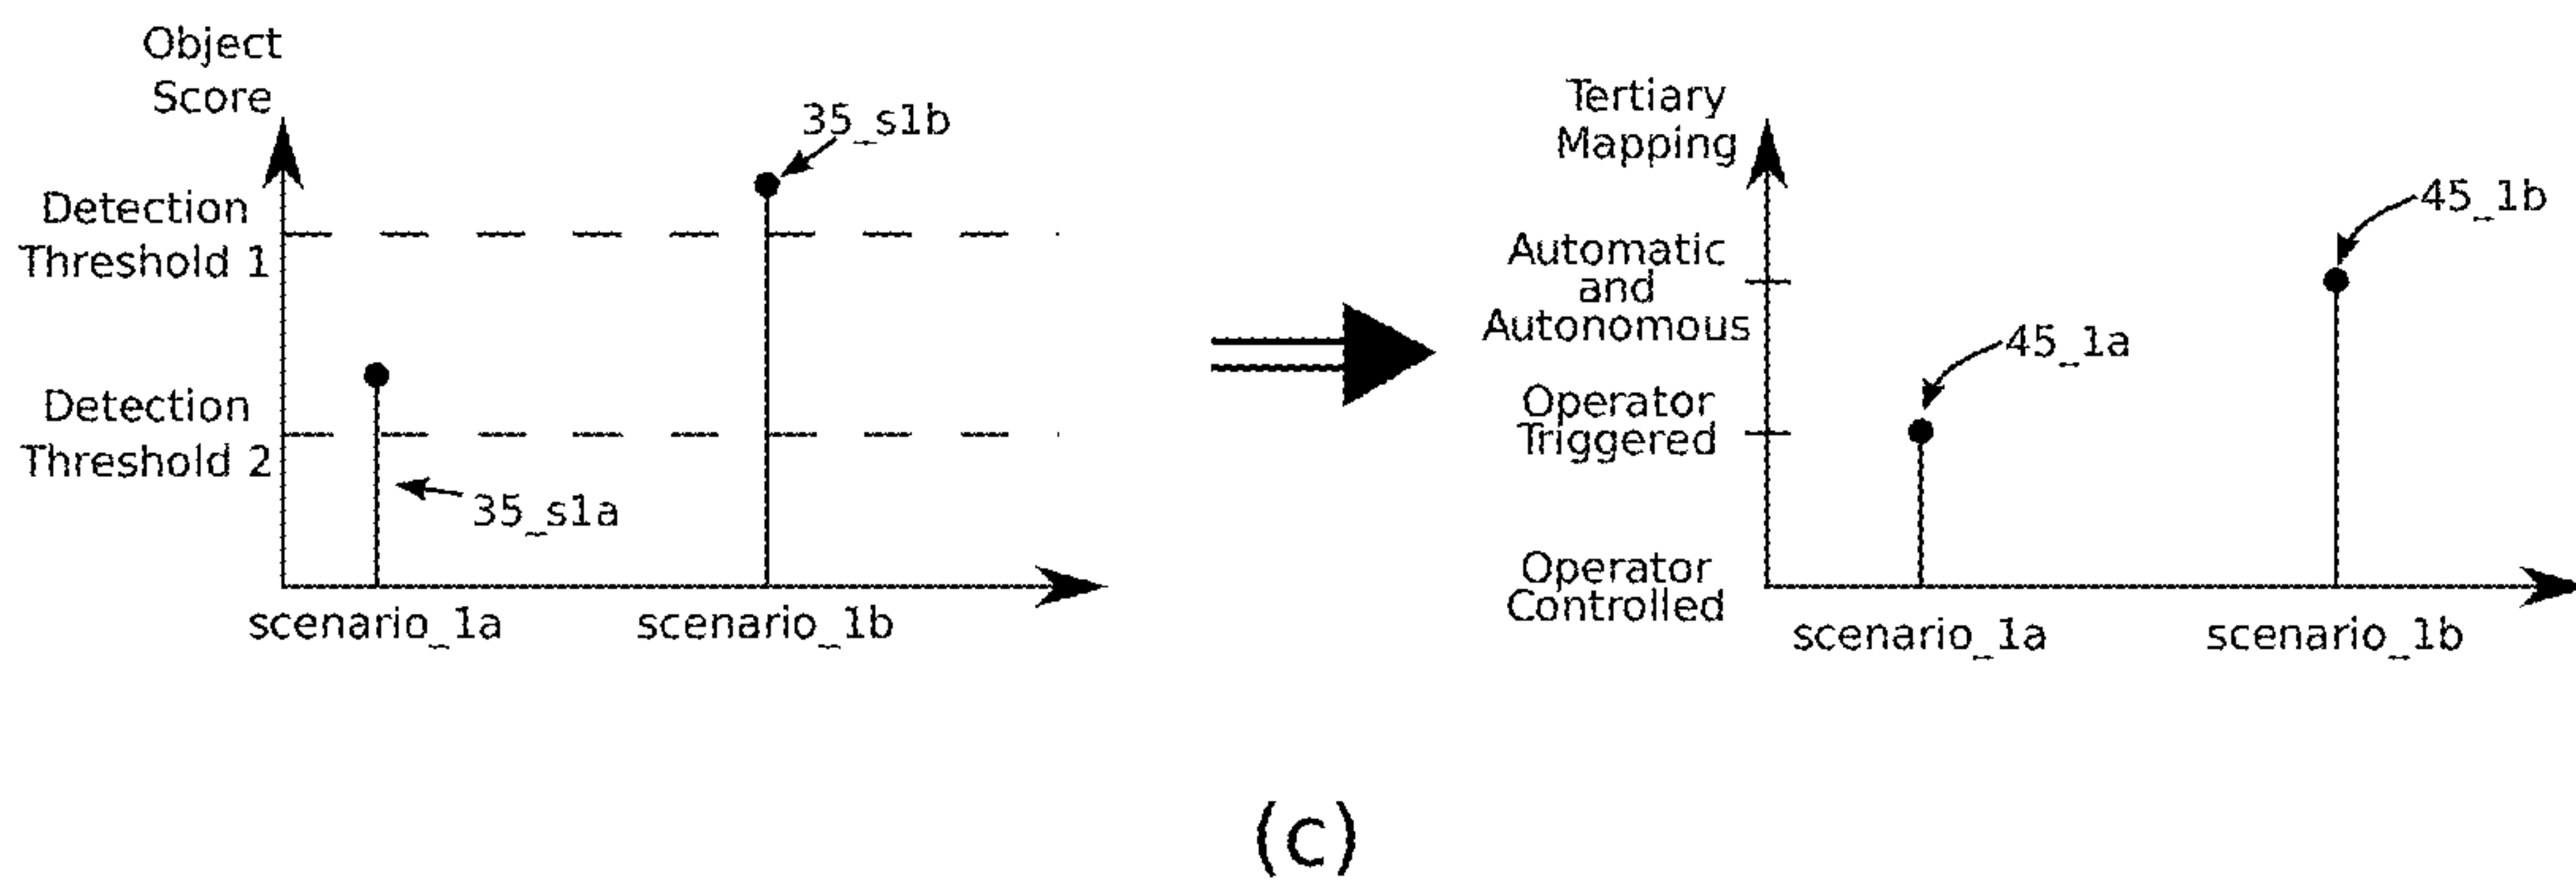 Object
Score
35_s1b
Detection
Threshold 1
Detection
Threshold 2
35_s1a
scenario_1a
scenario_1b
Tertiary
Mapping
45_1b
Automatic
and
Autonomous
45_1a
Operator
Triggered
Operator
Controlled
scenario_1a
scenario_1b
(c)